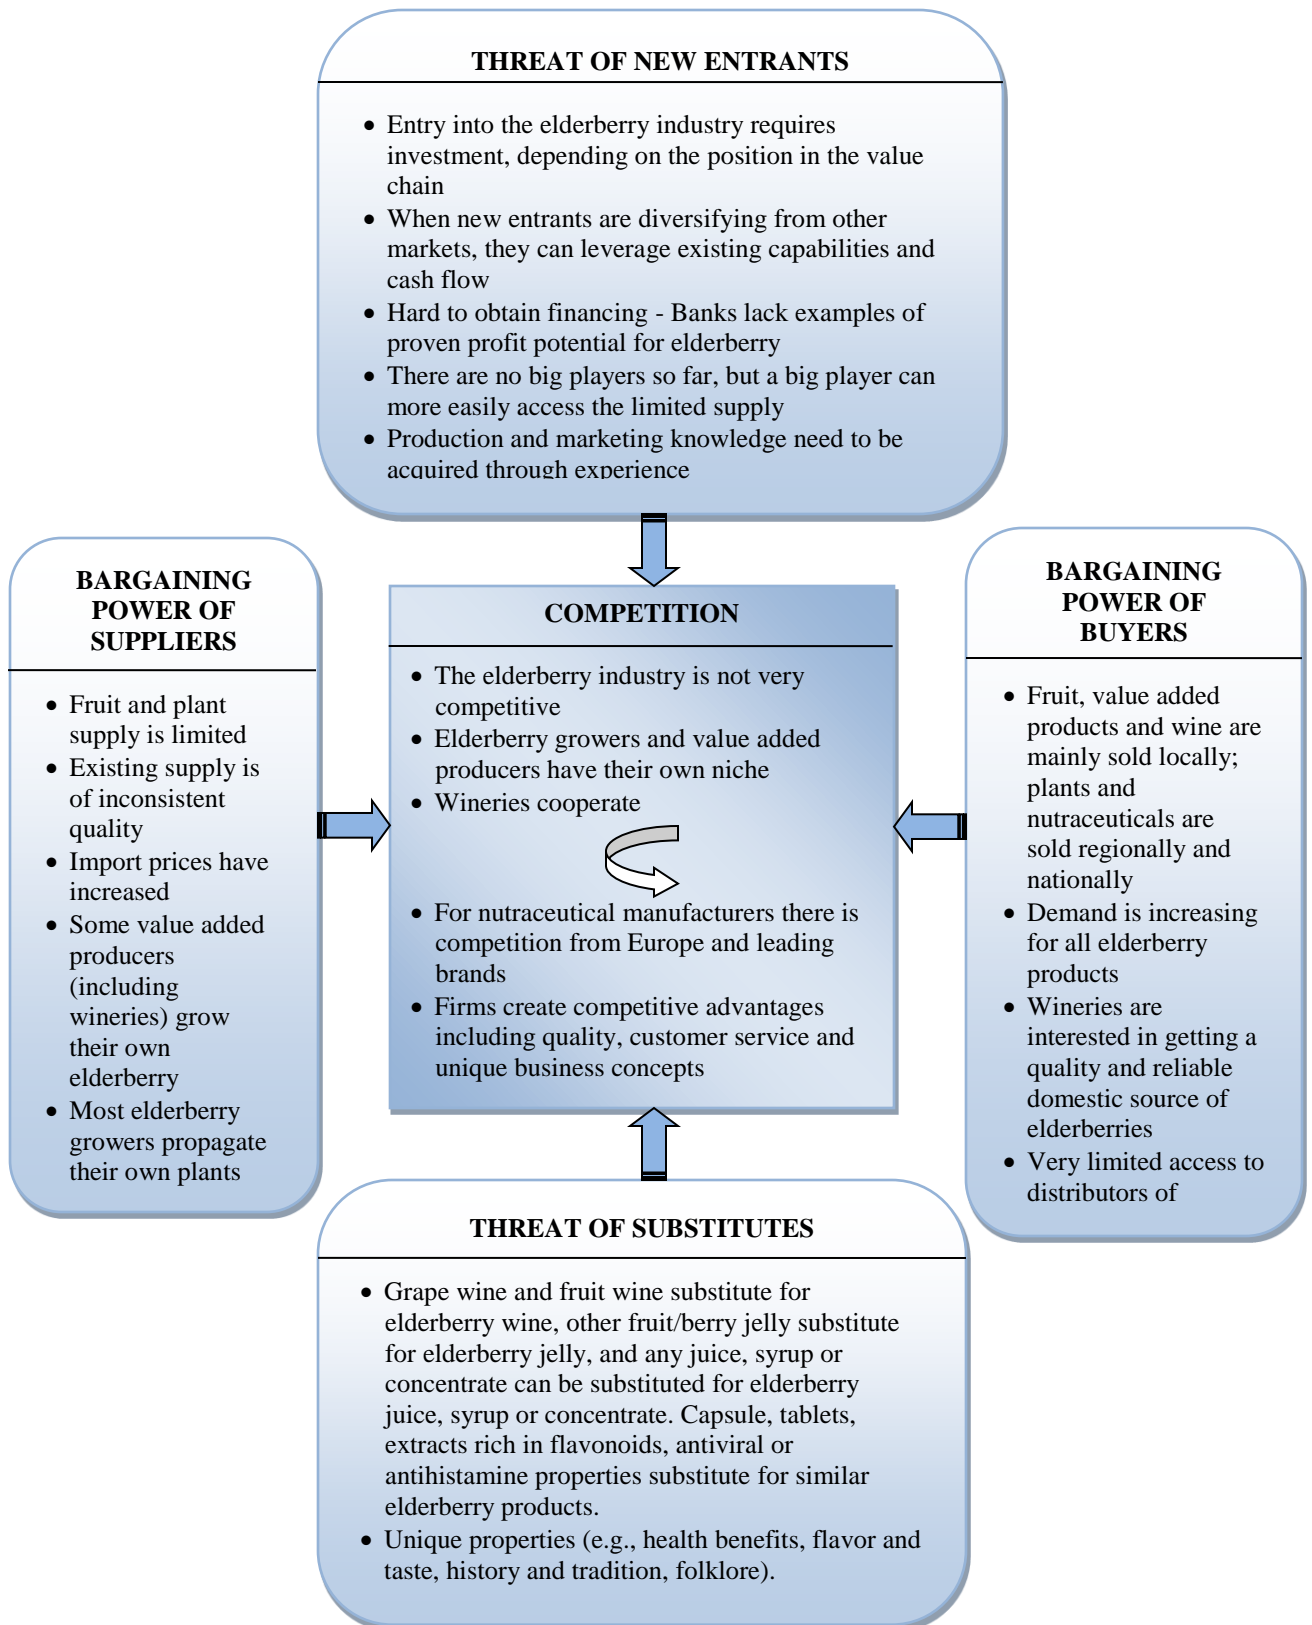 THREAT OF NEW ENTRANTS
• Entry into the elderberry industry requires
investment, depending on the position in the value
chain
• When new entrants are diversifying from other
markets, they can leverage existing capabilities and
cash flow
• Hard to obtain financing - Banks lack examples of
proven profit potential for elderberry
• There are no big players so far, but a big player can
more easily access the limited supply
• Production and marketing knowledge need to be
acquired through experience
BARGAINING
POWER OF
SUPPLIERS
• Fruit and plant
supply is limited
• Existing supply is
of inconsistent
quality
• Import prices have
increased
• Some value added
producers
(including
wineries) grow
their own
elderberry
• Most elderberry
growers propagate
their own plants
COMPETITION
• The elderberry industry is not very
competitive
• Elderberry growers and value added
producers have their own niche
• Wineries cooperate
• For nutraceutical manufacturers there is
competition from Europe and leading
brands
• Firms create competitive advantages
including quality, customer service and
unique business concepts
BARGAINING
POWER OF
BUYERS
• Fruit, value added
products and wine are
mainly sold locally;
plants and
nutraceuticals are
sold regionally and
nationally
• Demand is increasing
for all elderberry
products
• Wineries are
interested in getting a
quality and reliable
domestic source of
elderberries
• Very limited access to
distributors of
THREAT OF SUBSTITUTES
• Grape wine and fruit wine substitute for
elderberry wine, other fruit/berry jelly substitute
for elderberry jelly, and any juice, syrup or
concentrate can be substituted for elderberry
juice, syrup or concentrate. Capsule, tablets,
extracts rich in flavonoids, antiviral or
antihistamine properties substitute for similar
elderberry products.
• Unique properties (e.g., health benefits, flavor and
taste, history and tradition, folklore).